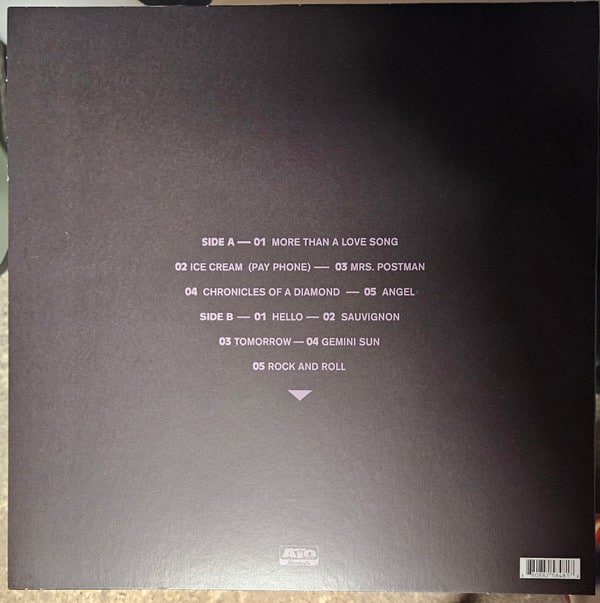 SIDE A — 01 MORE THAN A LOVE SONG
02 ICE CREAM (PAY PHONE) — 03 MRS. POSTMAN
04 CHRONICLES OF A DIAMOND — 05 ANGEL
SIDE B — 01 HELLO — 02 SAUVIGNON
03 TOMORROW — 04 GEMINI SUN
05 ROCK AND ROLL
ATO